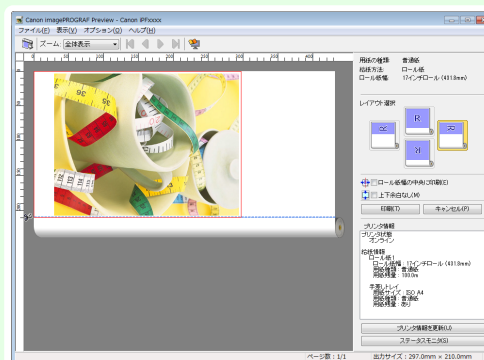 Canon imagePROGRAF Preview - Canon iPFxxxx
ファイル(F) 表示(V) オプション(O) ヘルプ(H)
ズーム: 全体表示
用紙の種類: 普通紙
給紙方法: ロール紙
ロール紙幅: 17インチロール (431.8mm)
レイアウト選択
ロール紙幅の中央に印刷(E)
上下余白なし(M)
印刷(T) キャンセル(P)
プリンタ情報
プリンタ状態
オンライン
給紙情報
ロール紙1
ロール紙幅 : 17インチロール (431.8mm)
用紙種類 : 普通紙
用紙残量 : 100.0m
手差しトレイ
用紙サイズ : ISO A4
用紙種類 : 普通紙
用紙残量 : あり
プリンタ情報を更新(U)
ステータスモニタ(S)
ページ数 : 1/1 出力サイズ : 297.0mm × 210.0mm